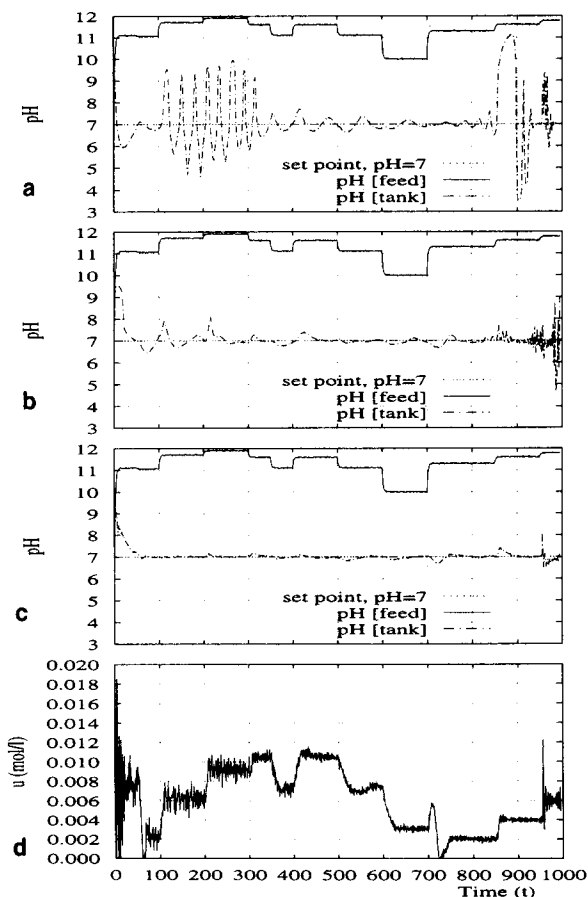 12
11
10
9
8
7
6
5
4
3
pH
set point, pH=7
pH [feed]
pH [tank]
a
12
11
10
9
8
7
6
5
4
3
pH
set point, pH=7
pH [feed]
pH [tank]
b
12
11
10
9
8
7
6
5
4
3
pH
set point, pH=7
pH [feed]
pH [tank]
c
0.020
0.018
0.016
0.014
0.012
0.010
0.008
0.006
0.004
0.002
0.000
u (mol/l)
d
0 100 200 300 400 500 600 700 800 900 1000
Time (t)